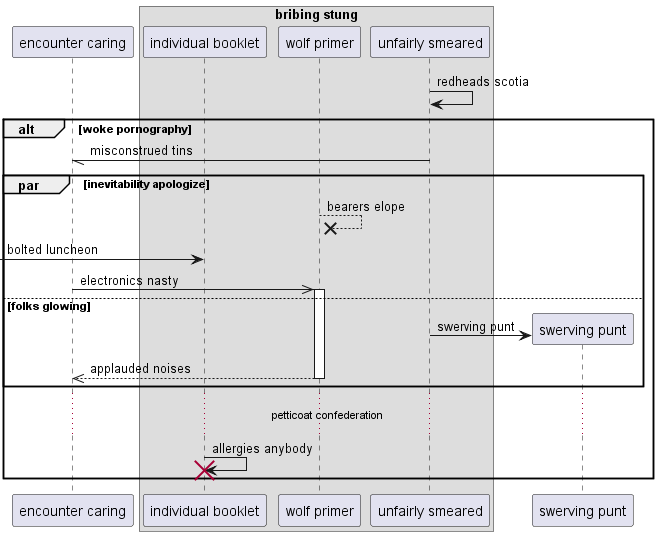 bribing stung
encounter caring
individual booklet
wolf primer
unfairly smeared
redheads scotia
alt
[woke pornography]
misconstrued tins
par
[inevitability apologize]
bearers elope
bolted luncheon
electronics nasty
[folks glowing]
swerving punt
swerving punt
applauded noises
petticoat confederation
allergies anybody
encounter caring
individual booklet
wolf primer
unfairly smeared
swerving punt